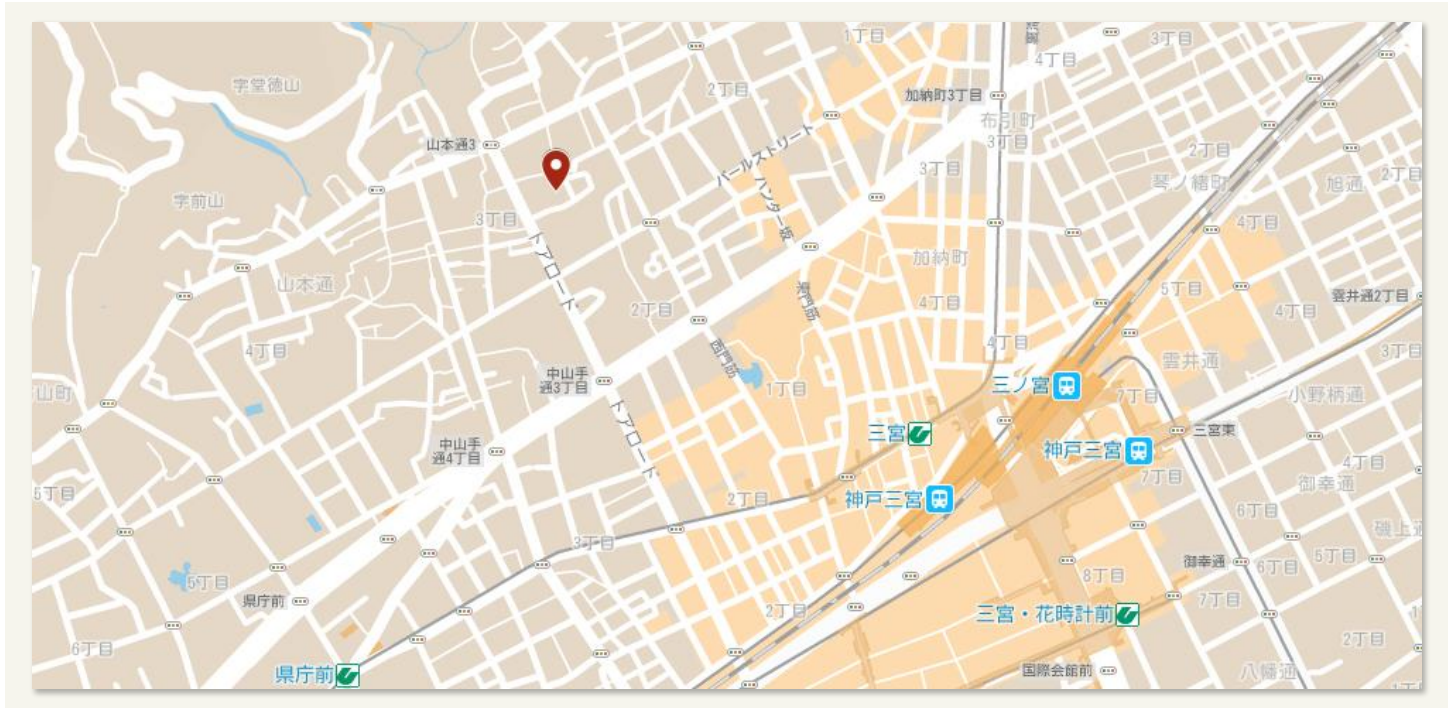 1丁目
3丁目
4丁目
字堂徳山
2丁目
加納町3丁目
布引町
3丁目
山本通3
パールストリート
2丁目
3丁目
琴ノ緒町
旭通
2丁目
字前山
3丁目
ハンター坂
4丁目
トアロード
加納町
山本通
5丁目
雲井通2丁目
不動坂
4丁目
2丁目
4丁目
4丁目
西門筋
4丁目
3丁目
雲井通
中山手
通3丁目
三ノ宮
1丁目
7丁目
小野柄通
山町
トアロード
三宮
三宮東
中山手
通4丁目
神戸三宮
4丁目
7丁目
御幸通
5丁目
2丁目
神戸三宮
6丁目
磯上通
3丁目
御幸通
6丁目
5丁目
5丁目
8丁目
県庁前
7丁目
2丁目
三宮・花時計前
6丁目
2丁目
県庁前
国際会館前
八幡通